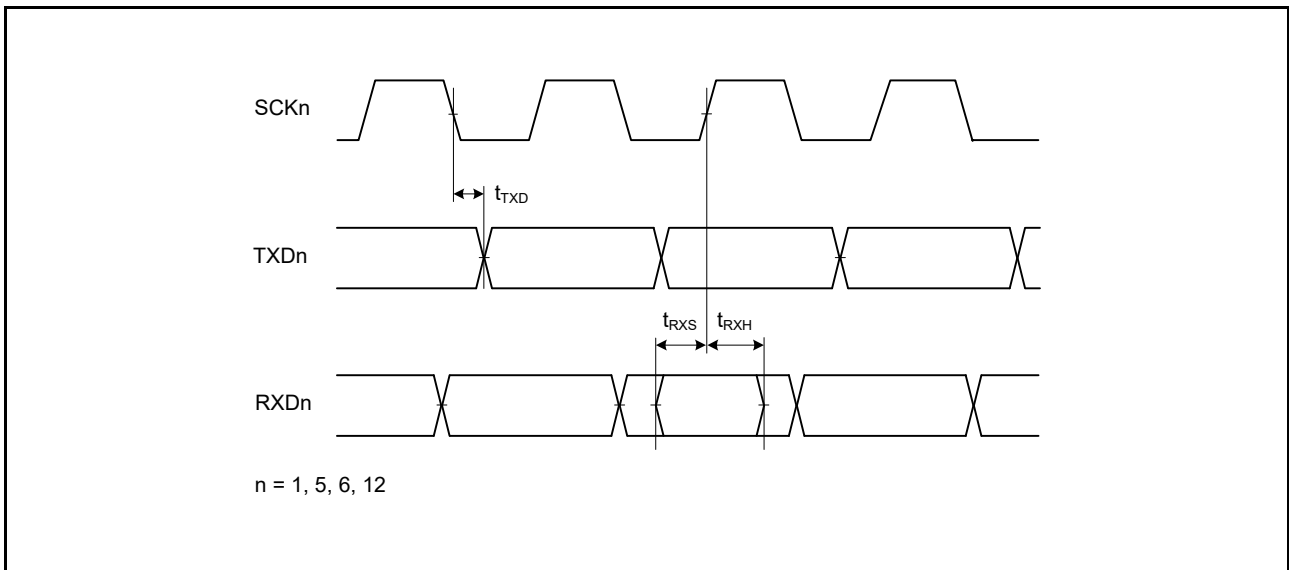 SCKn
tTXD
TXDn
tRXS tRXH
RXDn
n = 1, 5, 6, 12